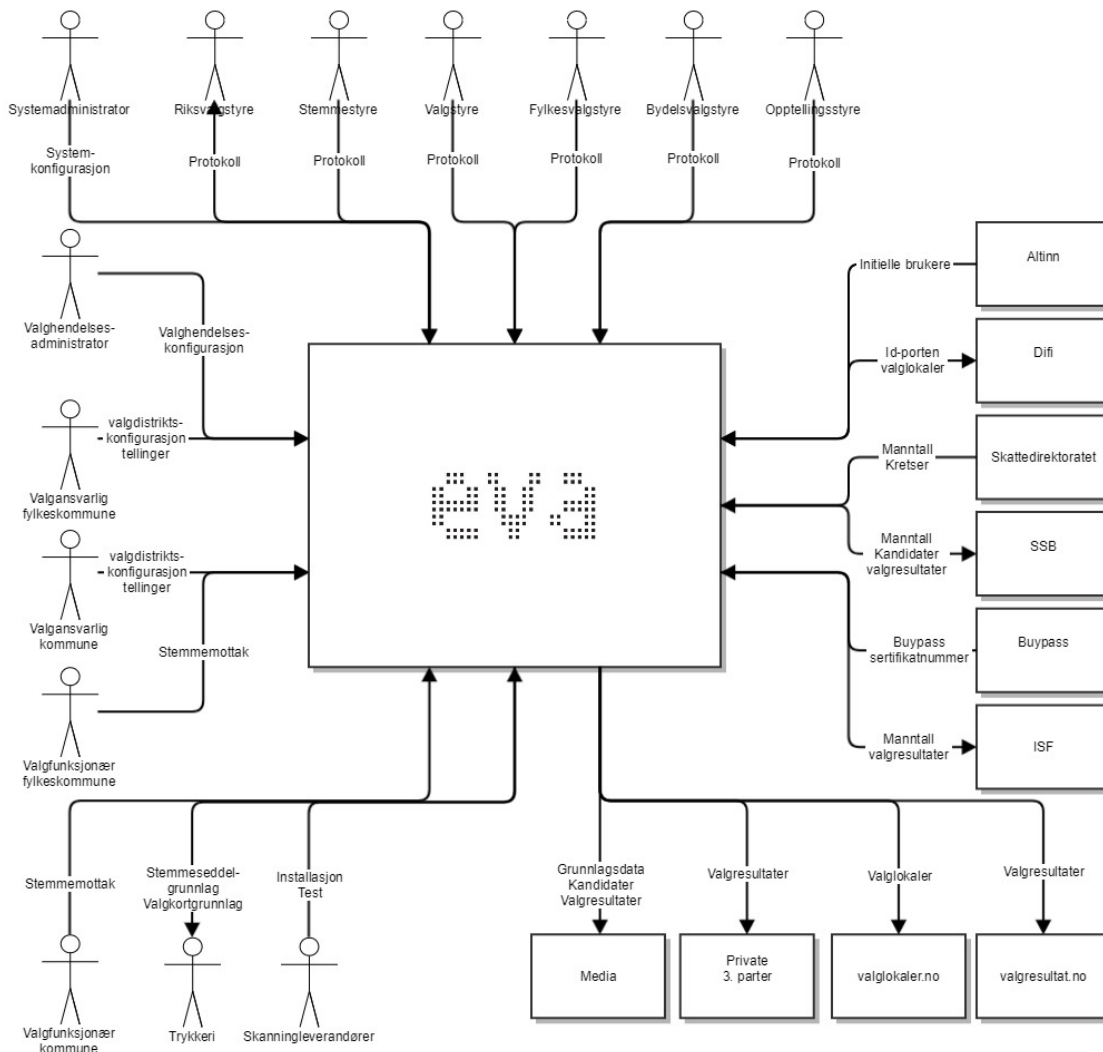 Systemadministrator
Riksvalgstyre
Stemmestyre
Valgstyre
Fylkesvalgstyre
Bydelsvalgstyre
Opptellingsstyre
System-
konfigurasjon
Protokoll
Protokoll
Protokoll
Protokoll
Protokoll
Protokoll
Valghendelses-
administrator
Valghendelses-
konfigurasjon
Valgansvarlig
fylkeskommune
valgdistrikts-
konfigurasjon
tellinger
Valgansvarlig
kommune
valgdistrikts-
konfigurasjon
tellinger
Valgfunksjonær
fylkeskommune
Stemmemottak
eva
Initielle brukere
Altinn
Id-porten
valglokaler
Difi
Manntall
Kretser
Skattedirektoratet
Manntall
Kandidater
valgresultater
SSB
Buypass
sertifikatnummer
Buypass
Manntall
valgresultater
ISF
Stemmemottak
Stemmeseddel-
grunnlag
Valgkortgrunnlag
Installasjon
Test
Grunnlagsdata
Kandidater
Valgresultater
Valgresultater
Valglokaler
Valgresultater
Valgfunksjonær
kommune
Trykkeri
Skanningleverandører
Media
Private
3. parter
valglokaler.no
valgresultat.no